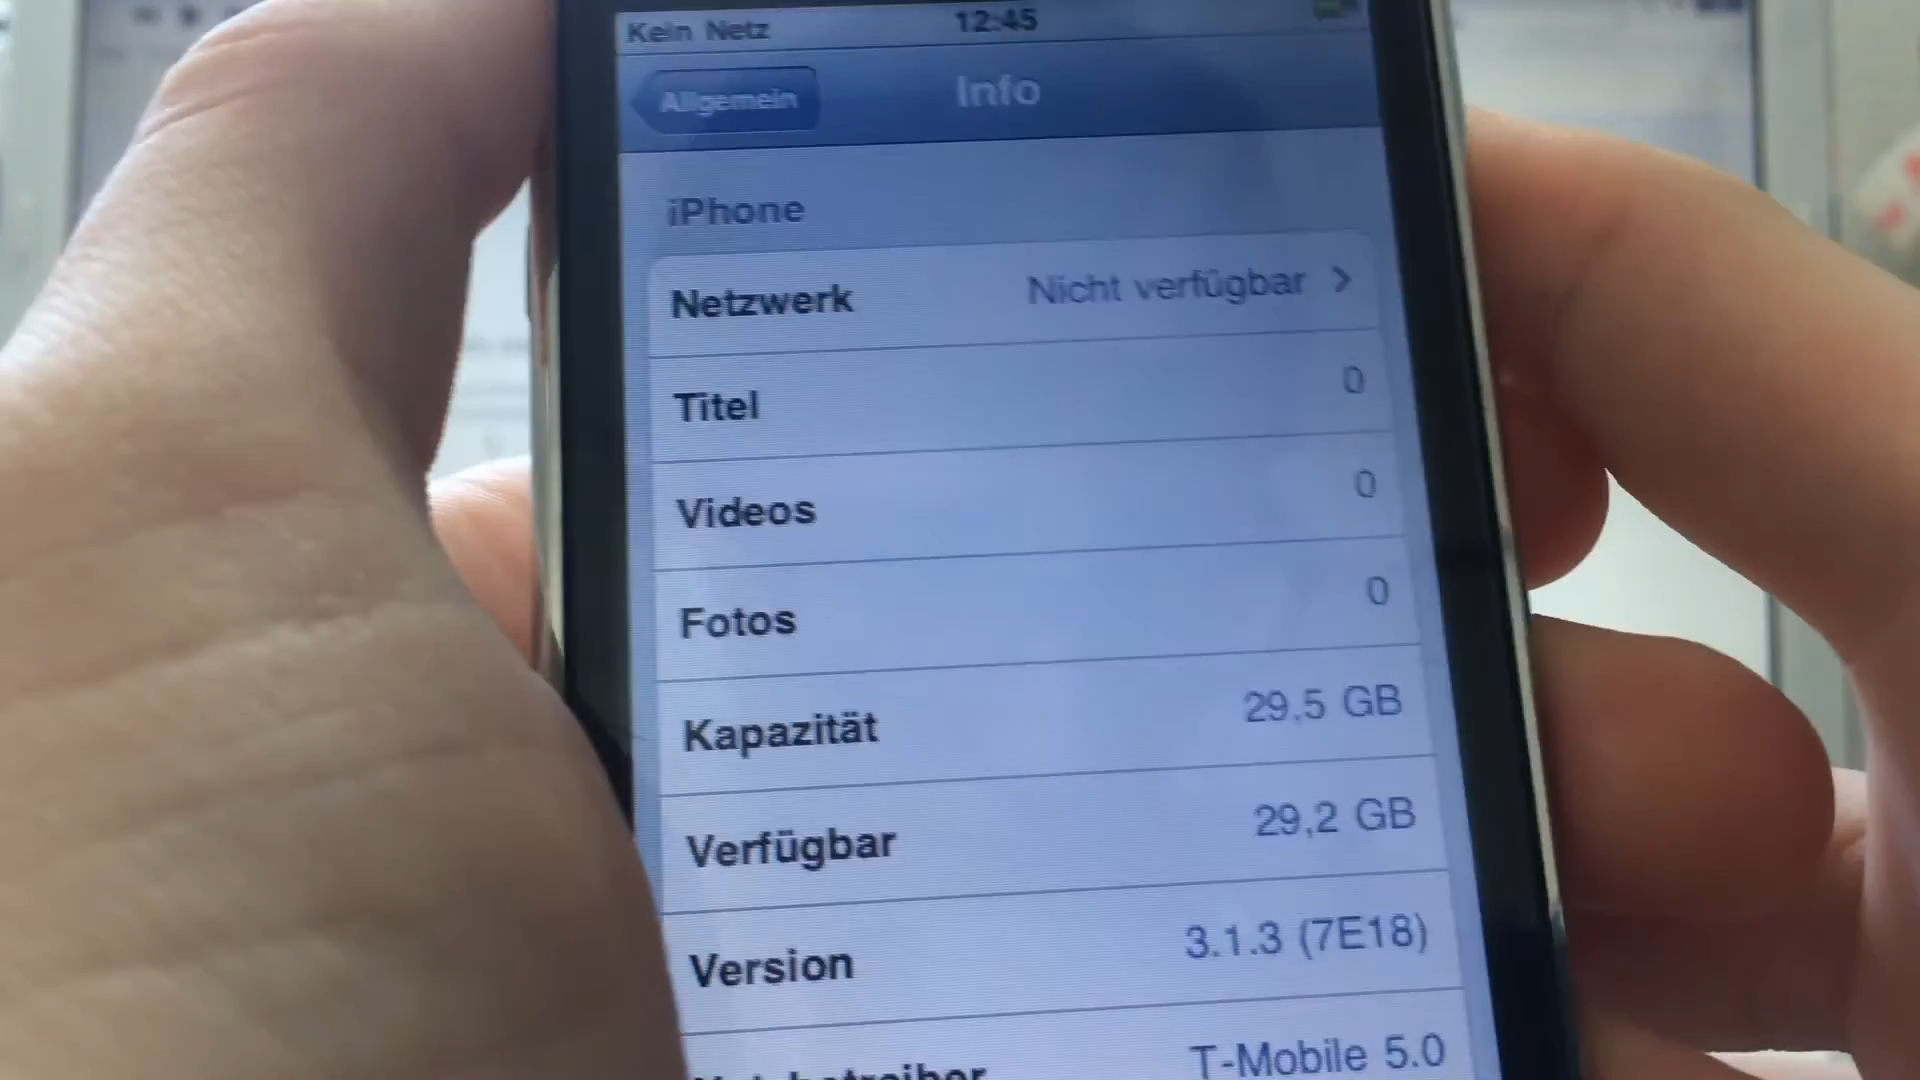 Kein Netz 12:45
Allgemein Info
iPhone
Netzwerk Nicht verfügbar
Titel 0
Videos 0
Fotos 0
Kapazität 29,5 GB
Verfügbar 29,2 GB
Version 3.1.3 (7E18)
T-Mobile 5.0